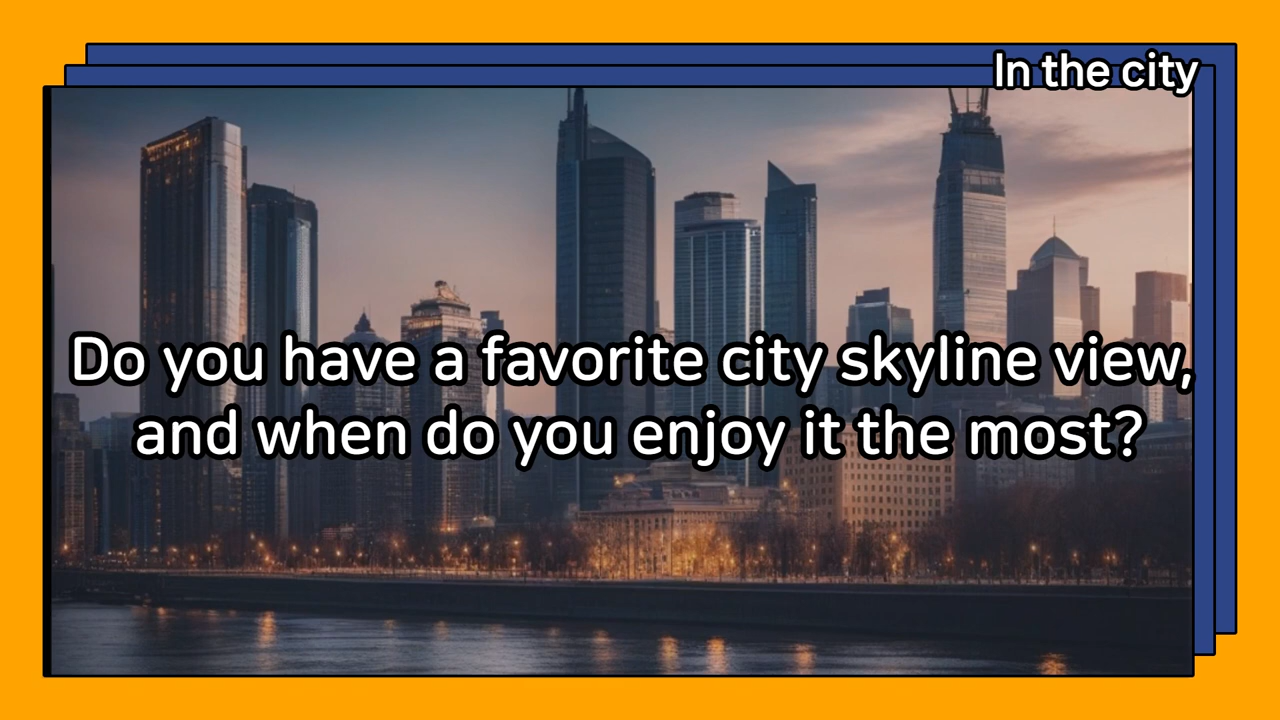 In the city
Do you have a favorite city skyline view,
and when do you enjoy it the most?